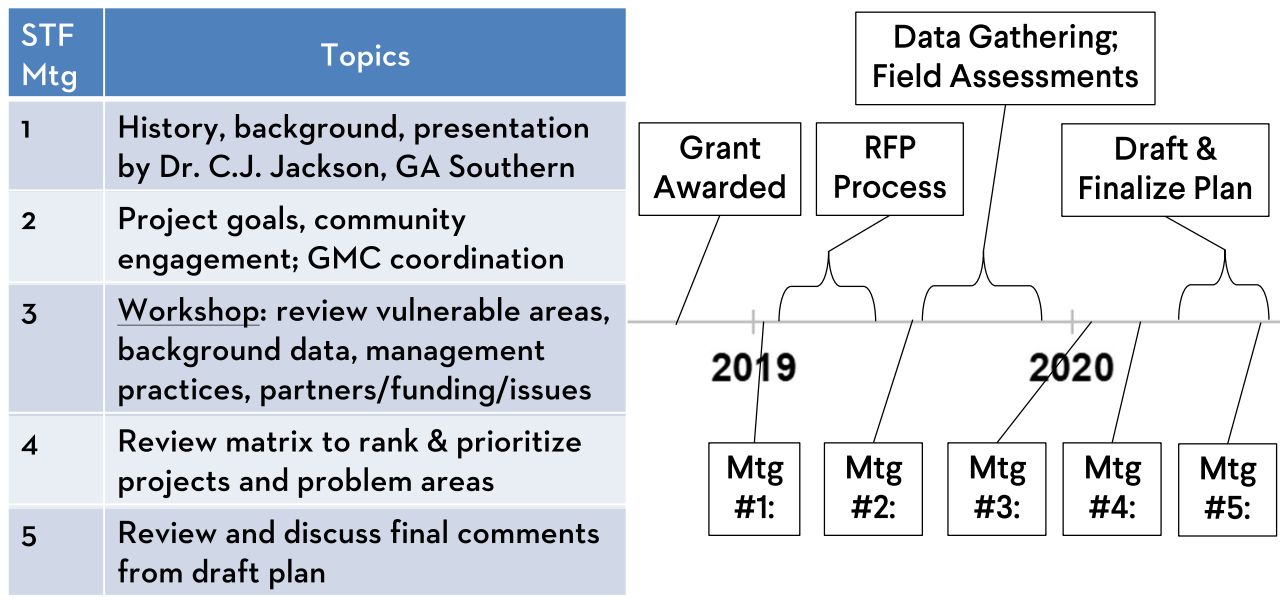 STF
Mtg
Topics
1
History, background, presentation
by Dr. C.J. Jackson, GA Southern
2
Project goals, community
engagement; GMC coordination
3
Workshop: review vulnerable areas,
background data, management
practices, partners/funding/issues
4
Review matrix to rank & prioritize
projects and problem areas
5
Review and discuss final comments
from draft plan
Data Gathering;
Field Assessments
Grant
Awarded
RFP
Process
Draft &
Finalize Plan
2019
2020
Mtg
#1:
Mtg
#2:
Mtg
#3:
Mtg
#4:
Mtg
#5: